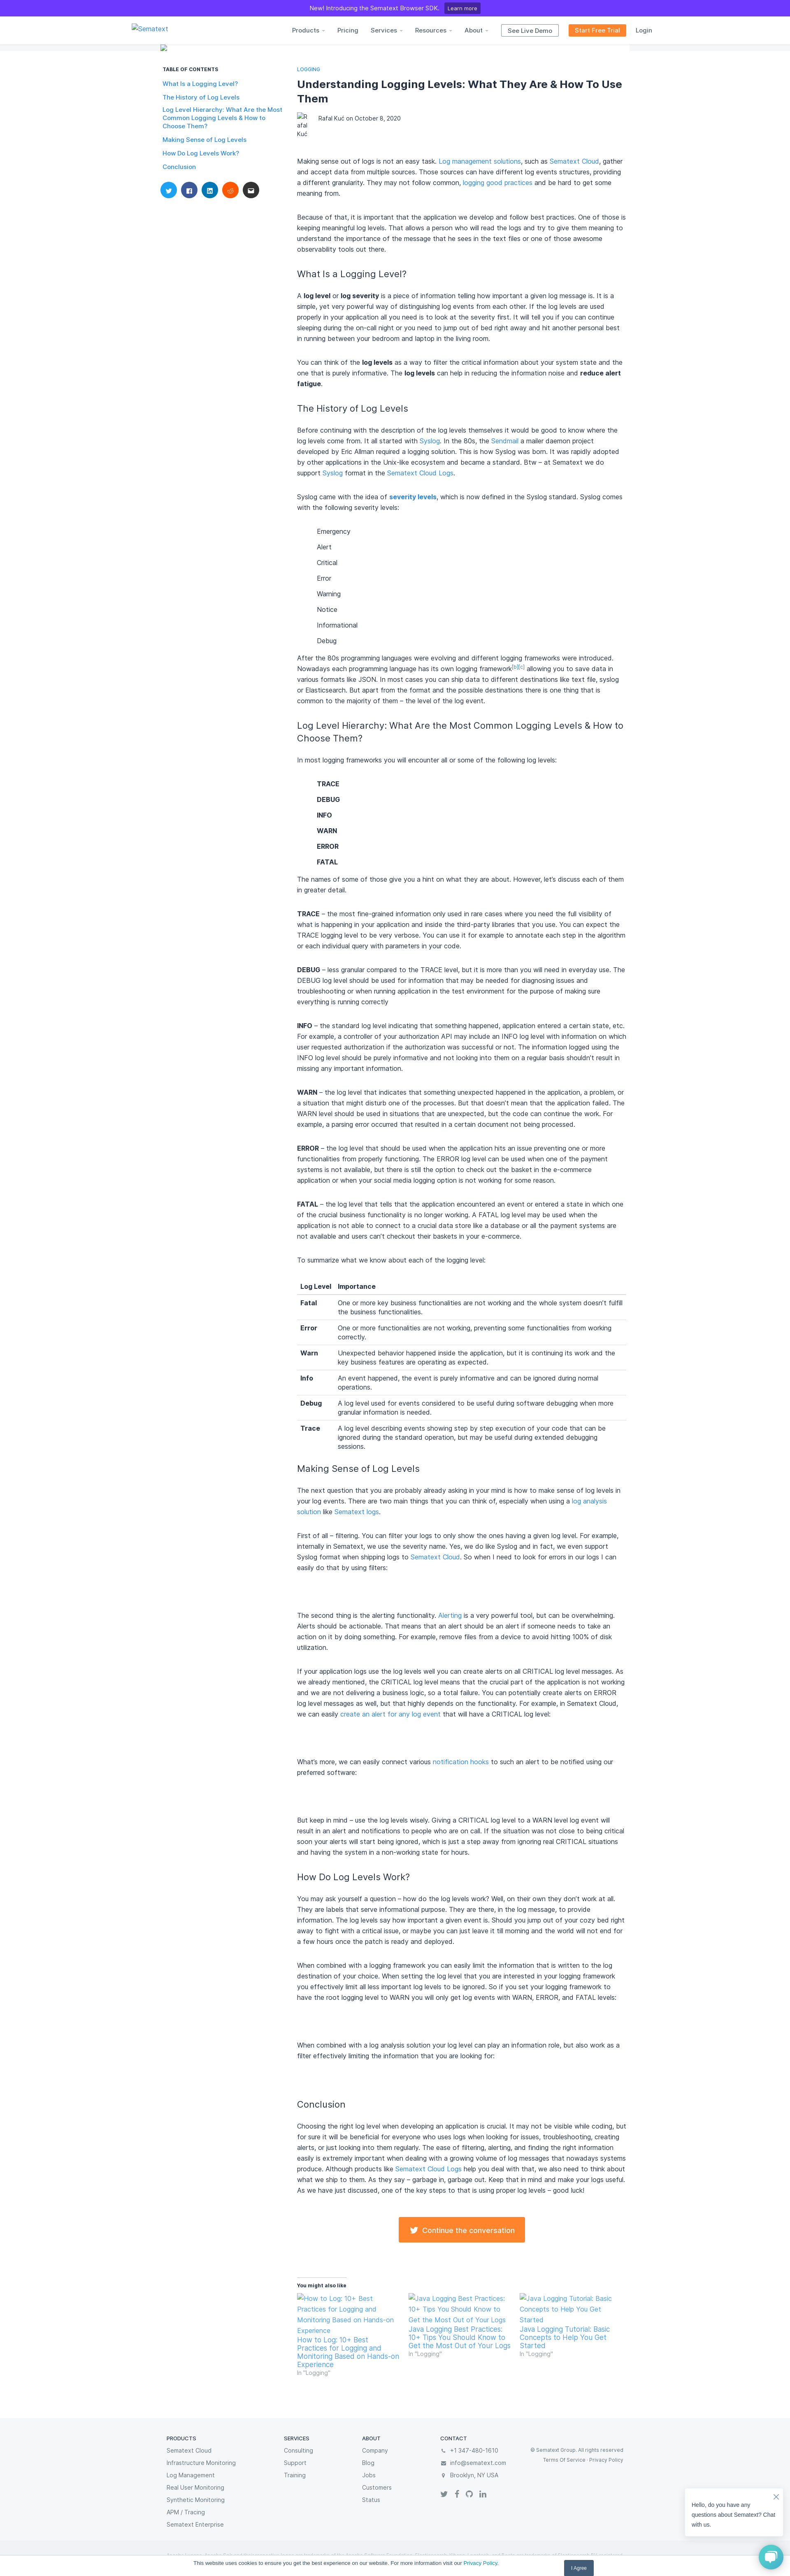 New! Introducing the Sematext Browser SDK. Learn more
Sematext Products Pricing Services Resources About See Live Demo Start Free Trial Login
TABLE OF CONTENTS
What Is a Logging Level?
The History of Log Levels
Log Level Hierarchy: What Are the Most
Common Logging Levels & How to
Choose Them?
Making Sense of Log Levels
How Do Log Levels Work?
Conclusion
LOGGING
Understanding Logging Levels: What They Are & How To Use
Them
Rafal Kuć
Rafal Kuć on October 8, 2020
Making sense out of logs is not an easy task. Log management solutions, such as Sematext Cloud, gather
and accept data from multiple sources. Those sources can have different log events structures, providing
a different granularity. They may not follow common, logging good practices and be hard to get some
meaning from.
Because of that, it is important that the application we develop and follow best practices. One of those is
keeping meaningful log levels. That allows a person who will read the logs and try to give them meaning to
understand the importance of the message that he sees in the text files or one of those awesome
observability tools out there.
What Is a Logging Level?
A log level or log severity is a piece of information telling how important a given log message is. It is a
simple, yet very powerful way of distinguishing log events from each other. If the log levels are used
properly in your application all you need is to look at the severity first. It will tell you if you can continue
sleeping during the on-call night or you need to jump out of bed right away and hit another personal best
in running between your bedroom and laptop in the living room.
You can think of the log levels as a way to filter the critical information about your system state and the
one that is purely informative. The log levels can help in reducing the information noise and reduce alert
fatigue.
The History of Log Levels
Before continuing with the description of the log levels themselves it would be good to know where the
log levels come from. It all started with Syslog. In the 80s, the Sendmail a mailer daemon project
developed by Eric Allman required a logging solution. This is how Syslog was born. It was rapidly adopted
by other applications in the Unix-like ecosystem and became a standard. Btw – at Sematext we do
support Syslog format in the Sematext Cloud Logs.
Syslog came with the idea of severity levels, which is now defined in the Syslog standard. Syslog comes
with the following severity levels:
Emergency
Alert
Critical
Error
Warning
Notice
Informational
Debug
After the 80s programming languages were evolving and different logging frameworks were introduced.
Nowadays each programming language has its own logging framework[b][c] allowing you to save data in
various formats like JSON. In most cases you can ship data to different destinations like text file, syslog
or Elasticsearch. But apart from the format and the possible destinations there is one thing that is
common to the majority of them – the level of the log event.
Log Level Hierarchy: What Are the Most Common Logging Levels & How to
Choose Them?
In most logging frameworks you will encounter all or some of the following log levels:
TRACE
DEBUG
INFO
WARN
ERROR
FATAL
The names of some of those give you a hint on what they are about. However, let's discuss each of them
in greater detail.
TRACE – the most fine-grained information only used in rare cases where you need the full visibility of
what is happening in your application and inside the third-party libraries that you use. You can expect the
TRACE logging level to be very verbose. You can use it for example to annotate each step in the algorithm
or each individual query with parameters in your code.
DEBUG – less granular compared to the TRACE level, but it is more than you will need in everyday use. The
DEBUG log level should be used for information that may be needed for diagnosing issues and
troubleshooting or when running application in the test environment for the purpose of making sure
everything is running correctly
INFO – the standard log level indicating that something happened, application entered a certain state, etc.
For example, a controller of your authorization API may include an INFO log level with information on which
user requested authorization if the authorization was successful or not. The information logged using the
INFO log level should be purely informative and not looking into them on a regular basis shouldn't result in
missing any important information.
WARN – the log level that indicates that something unexpected happened in the application, a problem, or
a situation that might disturb one of the processes. But that doesn't mean that the application failed. The
WARN level should be used in situations that are unexpected, but the code can continue the work. For
example, a parsing error occurred that resulted in a certain document not being processed.
ERROR – the log level that should be used when the application hits an issue preventing one or more
functionalities from properly functioning. The ERROR log level can be used when one of the payment
systems is not available, but there is still the option to check out the basket in the e-commerce
application or when your social media logging option is not working for some reason.
FATAL – the log level that tells that the application encountered an event or entered a state in which one
of the crucial business functionality is no longer working. A FATAL log level may be used when the
application is not able to connect to a crucial data store like a database or all the payment systems are
not available and users can't checkout their baskets in your e-commerce.
To summarize what we know about each of the logging level:
Log Level Importance
Fatal One or more key business functionalities are not working and the whole system doesn't fulfill
the business functionalities.
Error One or more functionalities are not working, preventing some functionalities from working
correctly.
Warn Unexpected behavior happened inside the application, but it is continuing its work and the
key business features are operating as expected.
Info An event happened, the event is purely informative and can be ignored during normal
operations.
Debug A log level used for events considered to be useful during software debugging when more
granular information is needed.
Trace A log level describing events showing step by step execution of your code that can be
ignored during the standard operation, but may be useful during extended debugging
sessions.
Making Sense of Log Levels
The next question that you are probably already asking in your mind is how to make sense of log levels in
your log events. There are two main things that you can think of, especially when using a log analysis
solution like Sematext logs.
First of all – filtering. You can filter your logs to only show the ones having a given log level. For example,
internally in Sematext, we use the severity name. Yes, we do like Syslog and in fact, we even support
Syslog format when shipping logs to Sematext Cloud. So when I need to look for errors in our logs I can
easily do that by using filters:
The second thing is the alerting functionality. Alerting is a very powerful tool, but can be overwhelming.
Alerts should be actionable. That means that an alert should be an alert if someone needs to take an
action on it by doing something. For example, remove files from a device to avoid hitting 100% of disk
utilization.
If your application logs use the log levels well you can create alerts on all CRITICAL log level messages. As
we already mentioned, the CRITICAL log level means that the crucial part of the application is not working
and we are not delivering a business logic, so a total failure. You can potentially create alerts on ERROR
log level messages as well, but that highly depends on the functionality. For example, in Sematext Cloud,
we can easily create an alert for any log event that will have a CRITICAL log level:
What's more, we can easily connect various notification hooks to such an alert to be notified using our
preferred software:
But keep in mind – use the log levels wisely. Giving a CRITICAL log level to a WARN level log event will
result in an alert and notifications to people who are on call. If the situation was not close to being critical
soon your alerts will start being ignored, which is just a step away from ignoring real CRITICAL situations
and having the system in a non-working state for hours.
How Do Log Levels Work?
You may ask yourself a question – how do the log levels work? Well, on their own they don't work at all.
They are labels that serve informational purpose. They are there, in the log message, to provide
information. The log levels say how important a given event is. Should you jump out of your cozy bed right
away to fight with a critical issue, or maybe you can just leave it till morning and the world will not end for
a few hours once the patch is ready and deployed.
When combined with a logging framework you can easily limit the information that is written to the log
destination of your choice. When setting the log level that you are interested in your logging framework
you effectively limit all less important log levels to be ignored. So if you set your logging framework to
have the root logging level to WARN you will only get log events with WARN, ERROR, and FATAL levels:
When combined with a log analysis solution your log level can play an information role, but also work as a
filter effectively limiting the information that you are looking for:
Conclusion
Choosing the right log level when developing an application is crucial. It may not be visible while coding, but
for sure it will be beneficial for everyone who uses logs when looking for issues, troubleshooting, creating
alerts, or just looking into them regularly. The ease of filtering, alerting, and finding the right information
easily is extremely important when dealing with a growing volume of log messages that nowadays systems
produce. Although products like Sematext Cloud Logs help you deal with that, we also need to think about
what we ship to them. As they say – garbage in, garbage out. Keep that in mind and make your logs useful.
As we have just discussed, one of the key steps to that is using proper log levels – good luck!
Continue the conversation
You might also like
How to Log: 10+ Best
Practices for Logging and
Monitoring Based on Hands-on
Experience
How to Log: 10+ Best
Practices for Logging and
Monitoring Based on Hands-on
Experience
In "Logging"
Java Logging Best Practices:
10+ Tips You Should Know to
Get the Most Out of Your Logs
Java Logging Best Practices:
10+ Tips You Should Know to
Get the Most Out of Your Logs
In "Logging"
Java Logging Tutorial: Basic
Concepts to Help You Get
Started
Java Logging Tutorial: Basic
Concepts to Help You Get
Started
In "Logging"
PRODUCTS
Sematext Cloud
Infrastructure Monitoring
Log Management
Real User Monitoring
Synthetic Monitoring
APM / Tracing
Sematext Enterprise
SERVICES
Consulting
Support
Training
ABOUT
Company
Blog
Jobs
Customers
Status
CONTACT
+1 347-480-1610
info@sematext.com
Brooklyn, NY USA
© Sematext Group. All rights reserved
Terms Of Service · Privacy Policy
Hello, do you have any
questions about Sematext? Chat
with us.
This website uses cookies to ensure you get the best experience on our website. For more information visit our Privacy Policy.
I Agree